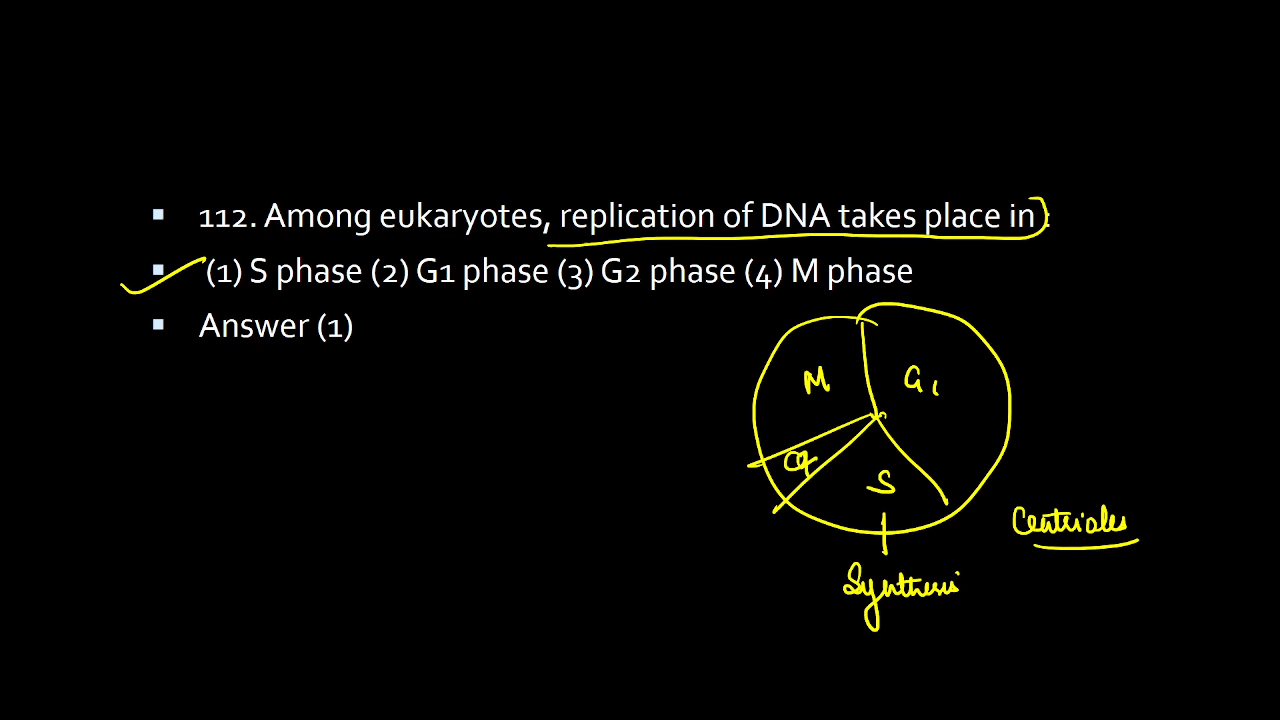 112. Among eukaryotes, replication of DNA takes place in :
(1) S phase (2) G1 phase (3) G2 phase (4) M phase
Answer (1)
M
G1
S
Centrioles
Synthesis